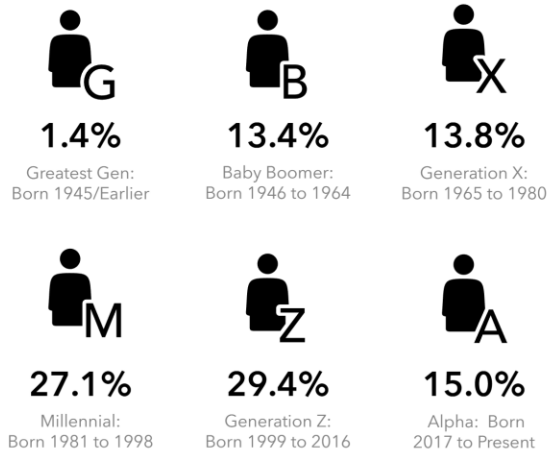 G
1.4%
Greatest Gen:
Born 1945/Earlier
B
13.4%
Baby Boomer:
Born 1946 to 1964
X
13.8%
Generation X:
Born 1965 to 1980
M
27.1%
Millennial:
Born 1981 to 1998
Z
29.4%
Generation Z:
Born 1999 to 2016
A
15.0%
Alpha:  Born
2017 to Present